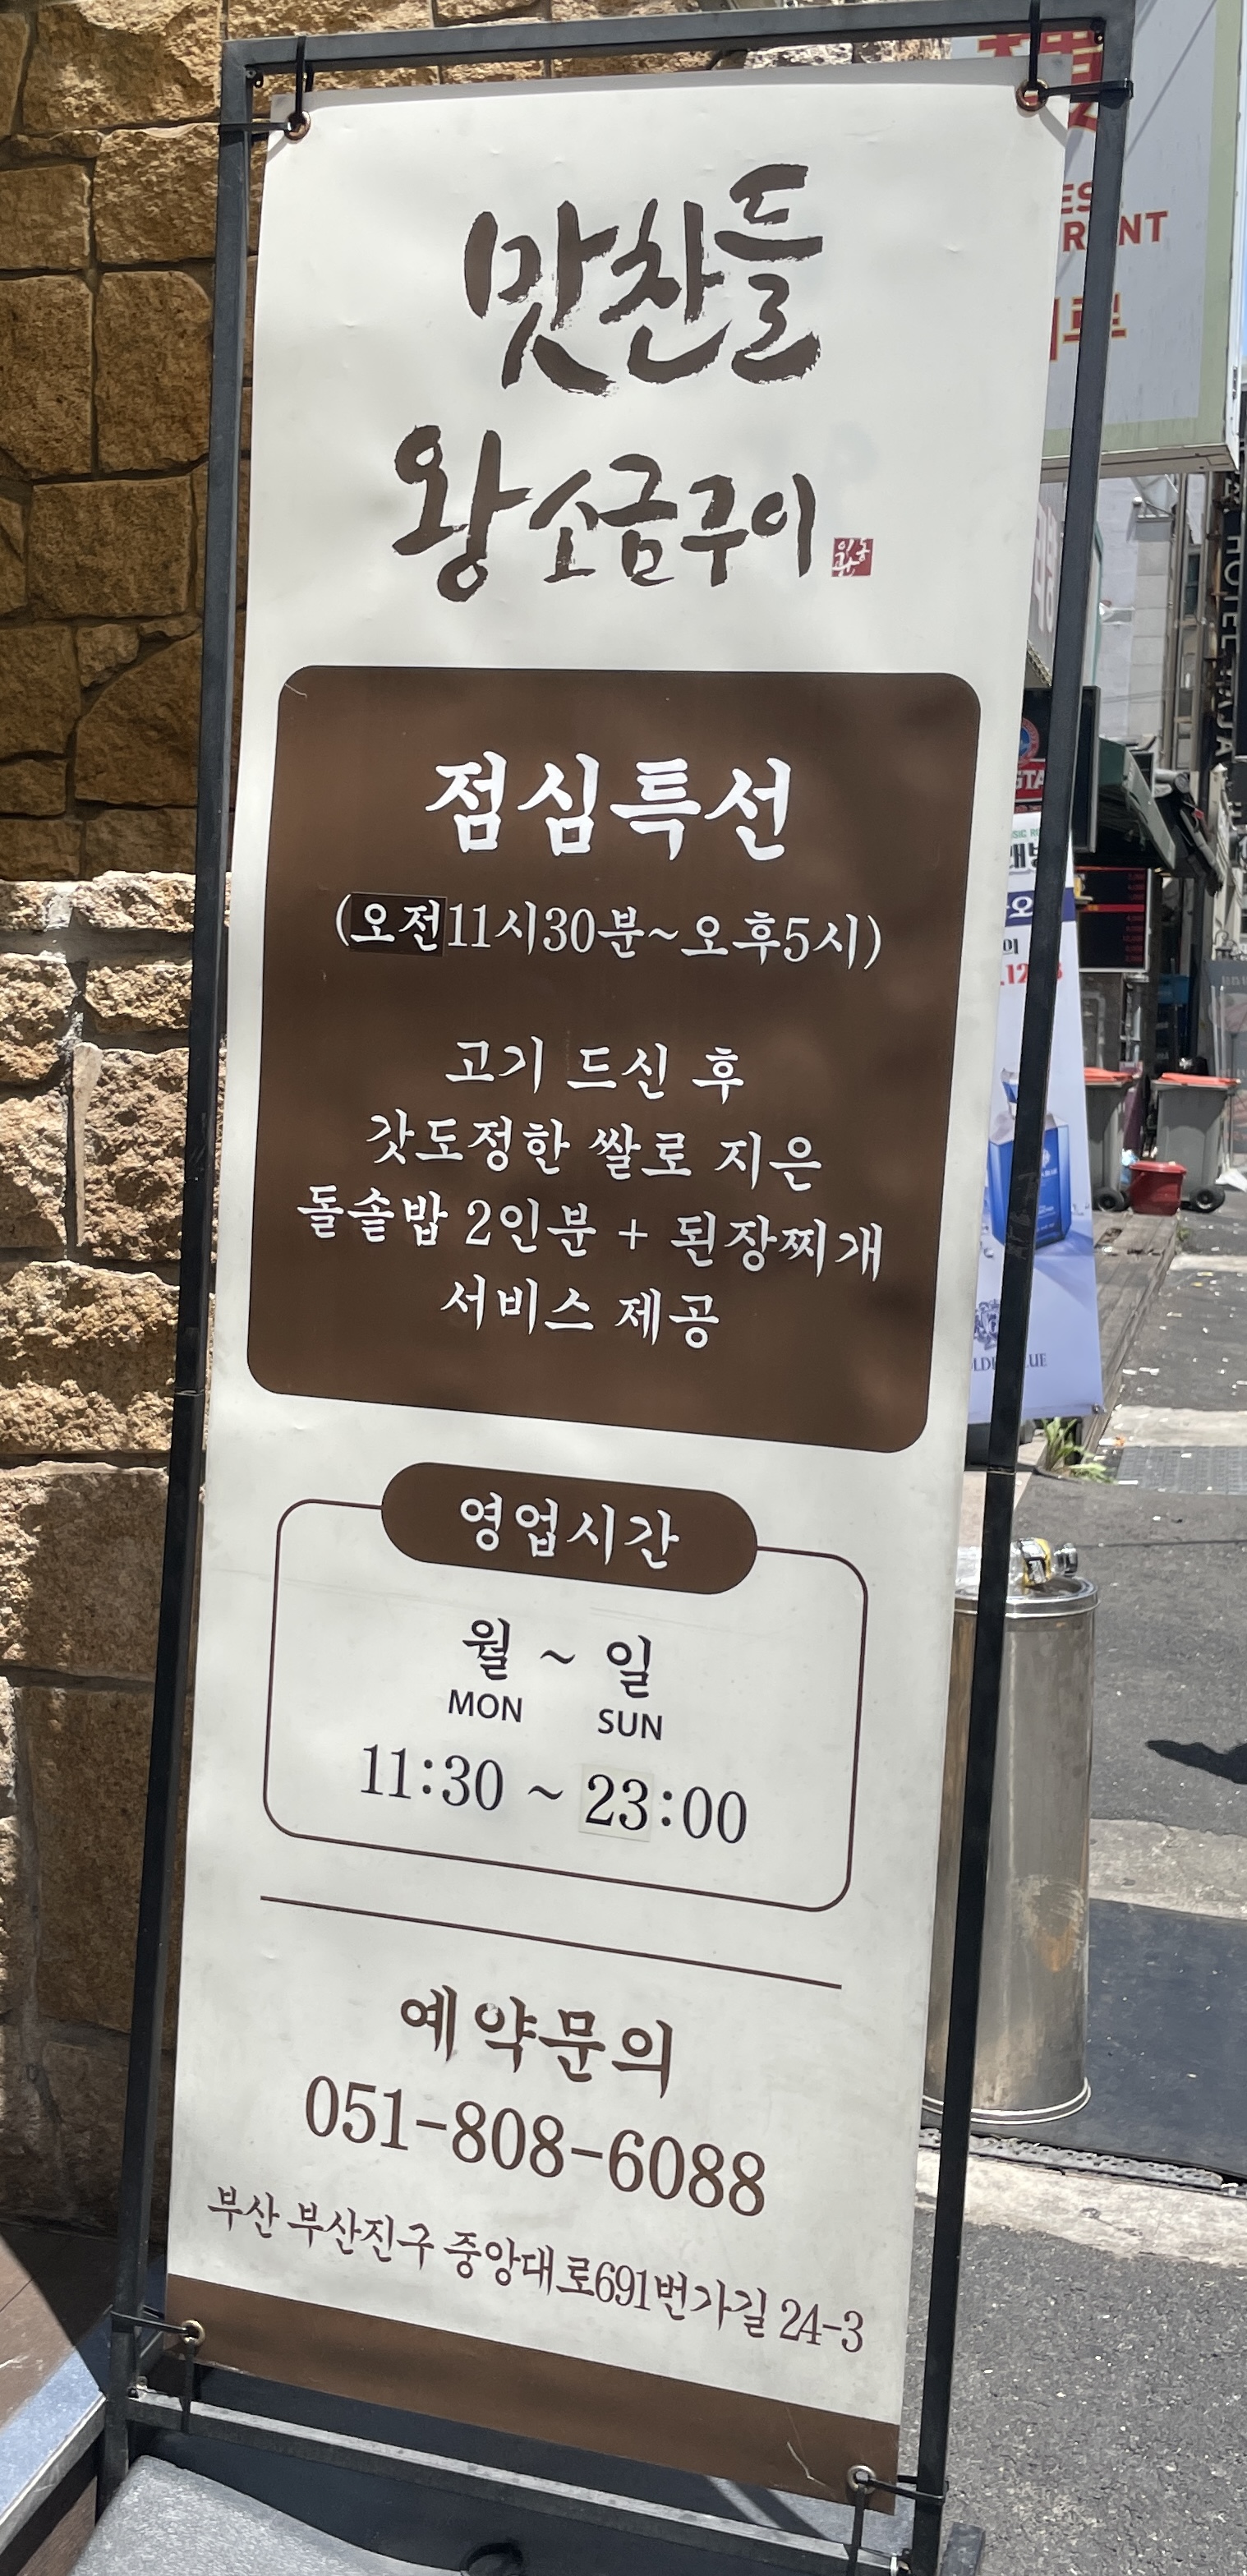 맛찬들
왕소금구이
점심특선
(오전11시30분~오후5시)
고기 드신 후
갓도정한 쌀로 지은
돌솥밥 2인분 + 된장찌개
서비스 제공
영업시간
월 ~ 일
MON SUN
11:30 ~ 23:00
예약문의
051-808-6088
부산 부산진구 중앙대로691번가길 24-3
HOTEL